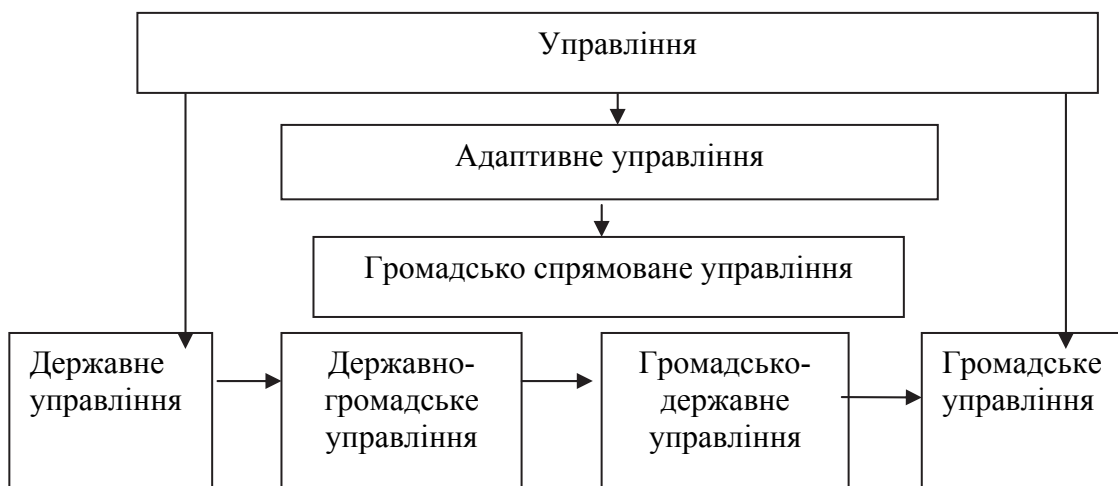 Управління
Адаптивне управління
Громадсько спрямоване управління
Державне
управління
Державно-
громадське
управління
Громадсько-
державне
управління
Громадське
управління